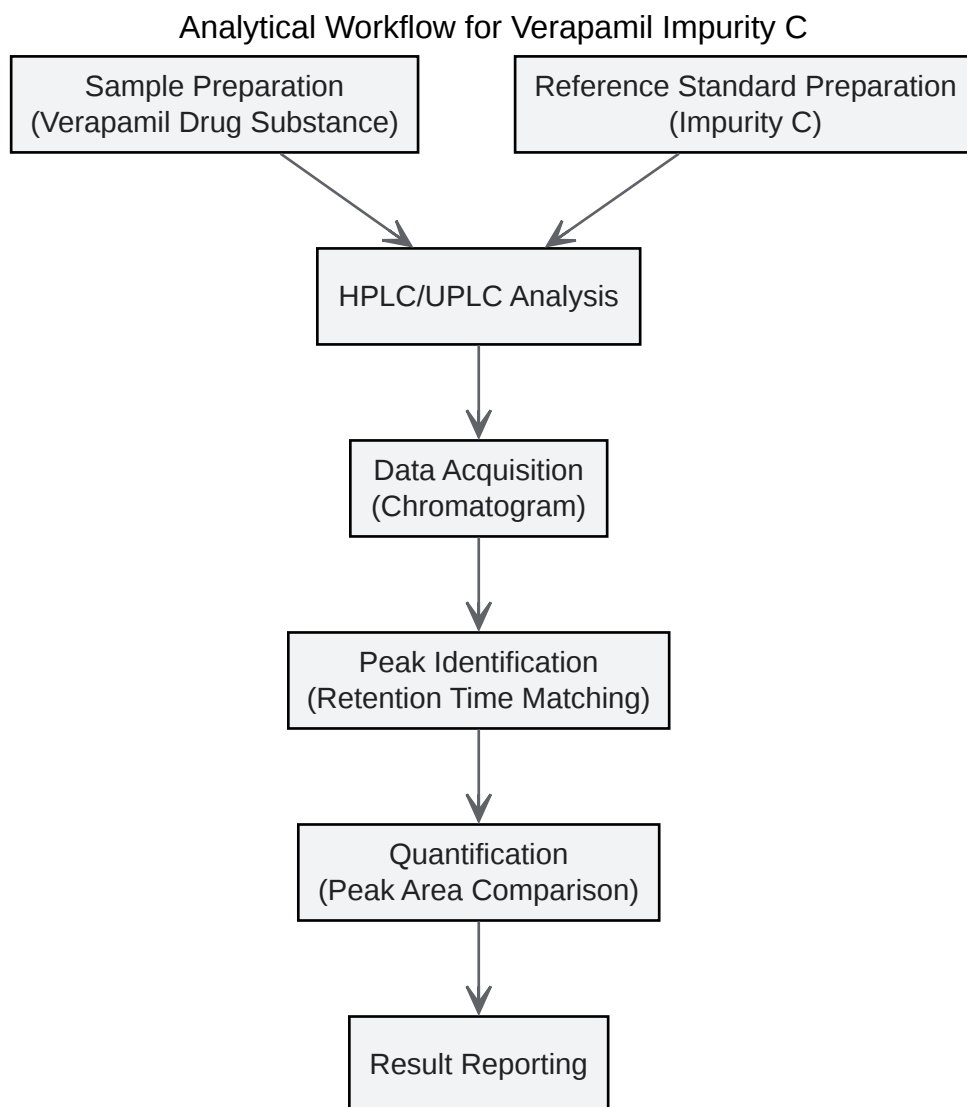 Analytical Workflow for Verapamil Impurity C
Sample Preparation
(Verapamil Drug Substance)
Reference Standard Preparation
(Impurity C)
HPLC/UPLC Analysis
Data Acquisition
(Chromatogram)
Peak Identification
(Retention Time Matching)
Quantification
(Peak Area Comparison)
Result Reporting